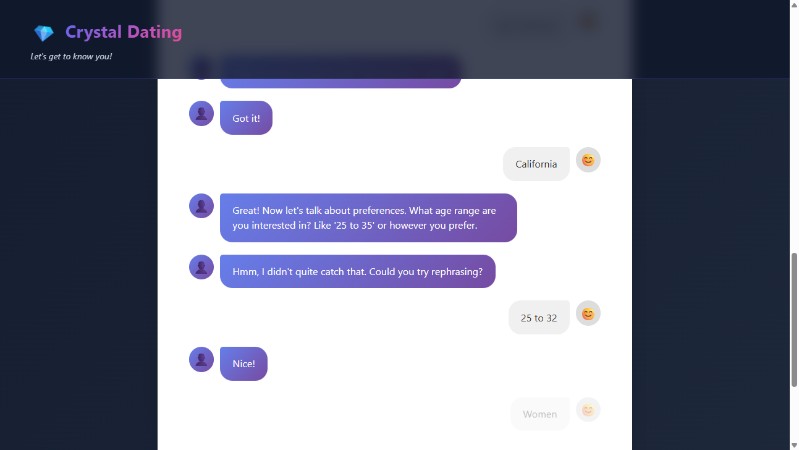 Crystal Dating
Let's get to know you!
Got it!
California
Great! Now let's talk about preferences. What age range are
you interested in? Like '25 to 35' or however you prefer.
Hmm, I didn't quite catch that. Could you try rephrasing?
25 to 32
Nice!
Women